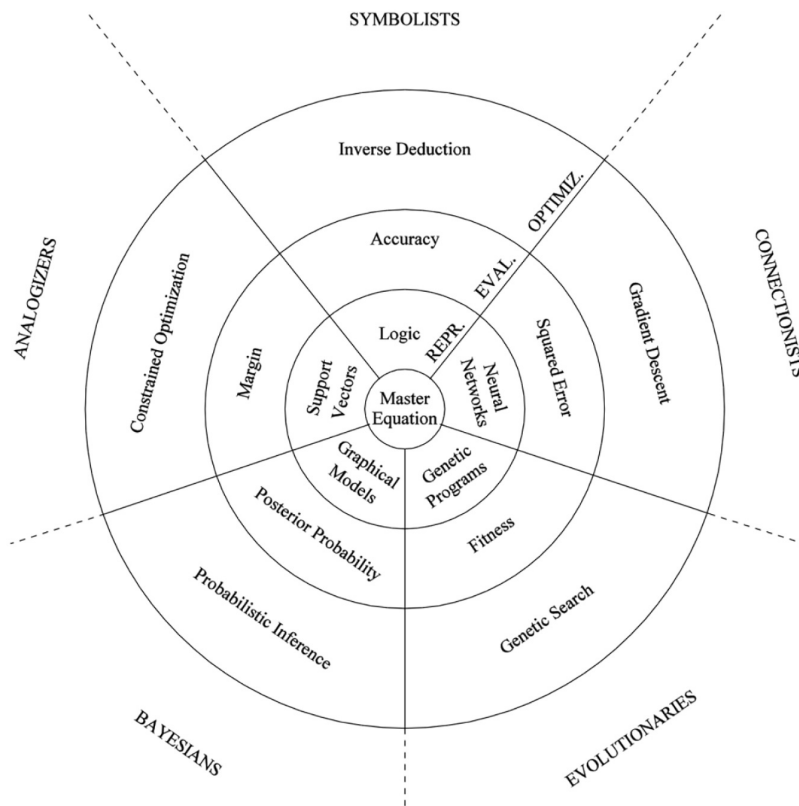 SYMBOLISTS
Inverse Deduction
OPTIMIZ.
Accuracy
EVAL.
Logic
REPR.
ANALOGIZERS
Constrained Optimization
Margin
Support
Vectors
Master
Equation
Neural
Networks
Squared Error
Gradient Descent
CONNECTIONISTS
Graphical
Models
Genetic
Programs
Posterior Probability
Fitness
Probabilistic Inference
Genetic Search
BAYESIANS
EVOLUTIONARIES